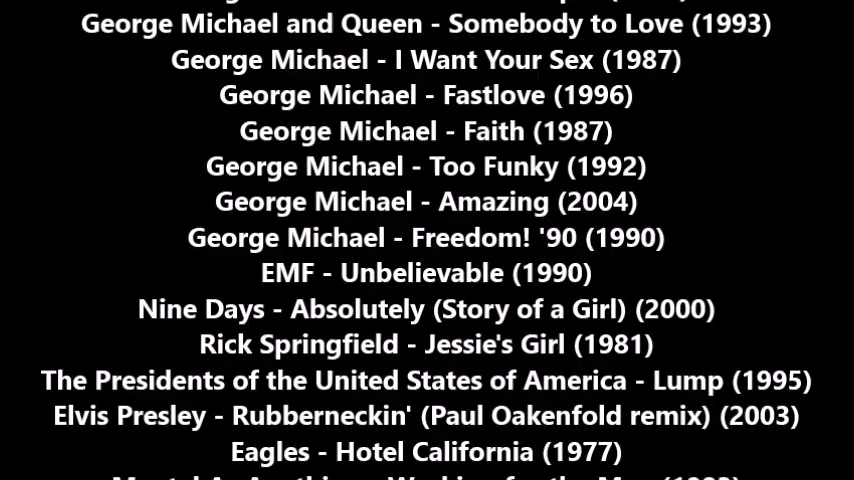 George Michael and Queen - Somebody to Love (1993)
George Michael - I Want Your Sex (1987)
George Michael - Fastlove (1996)
George Michael - Faith (1987)
George Michael - Too Funky (1992)
George Michael - Amazing (2004)
George Michael - Freedom! '90 (1990)
EMF - Unbelievable (1990)
Nine Days - Absolutely (Story of a Girl) (2000)
Rick Springfield - Jessie's Girl (1981)
The Presidents of the United States of America - Lump (1995)
Elvis Presley - Rubberneckin' (Paul Oakenfold remix) (2003)
Eagles - Hotel California (1977)